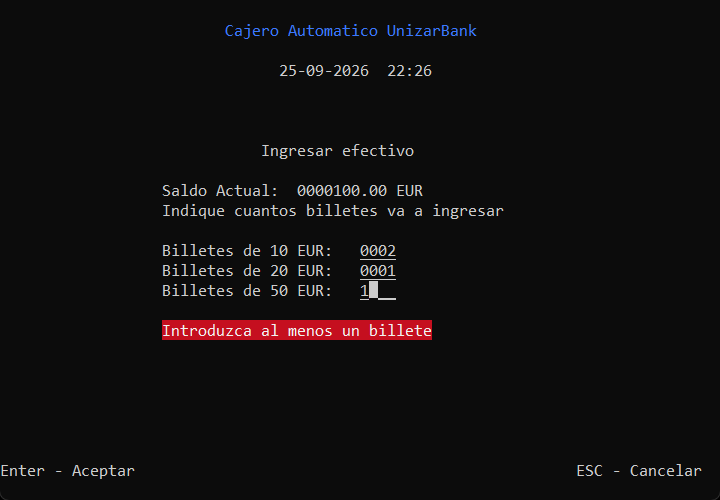 Cajero Automatico UnizarBank
25-09-2026 22:26
Ingresar efectivo
Saldo Actual: 0000100.00 EUR
Indique cuantos billetes va a ingresar
Billetes de 10 EUR: 0002
Billetes de 20 EUR: 0001
Billetes de 50 EUR: 1
Introduzca al menos un billete
Enter - Aceptar ESC - Cancelar